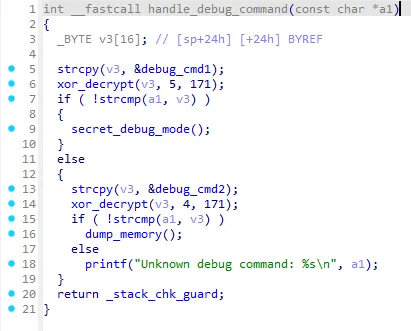 1 int __fastcall handle_debug_command(const char *a1)
2 {
3   _BYTE v3[16]; // [sp+24h] [+24h] BYREF
4
5   strcpy(v3, &debug_cmd1);
6   xor_decrypt(v3, 5, 171);
7   if ( !strcmp(a1, v3) )
8   {
9     secret_debug_mode();
10   }
11   else
12   {
13     strcpy(v3, &debug_cmd2);
14     xor_decrypt(v3, 4, 171);
15     if ( !strcmp(a1, v3) )
16       dump_memory();
17     else
18       printf("Unknown debug command: %s\n", a1);
19   }
20   return _stack_chk_guard;
21 }